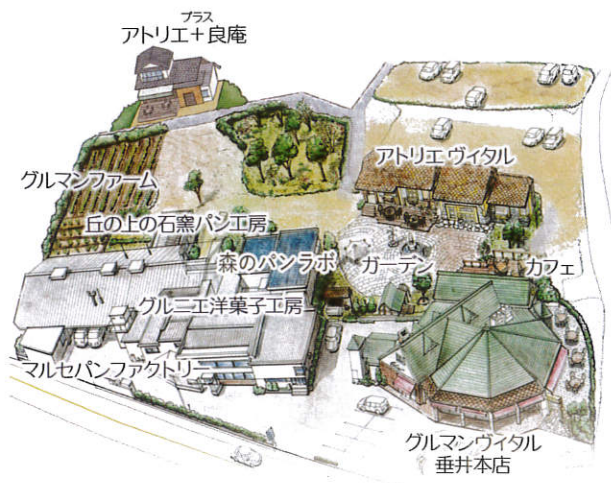 プラス
アトリエ+良庵
アトリエ ヴィタル
グルマンファーム
丘の上の石窯パン工房
森のパンラボ
ガーデン
カフェ
グルニエ洋菓子工房
マルセパンファクトリ
グルマンヴィタル
垂井本店